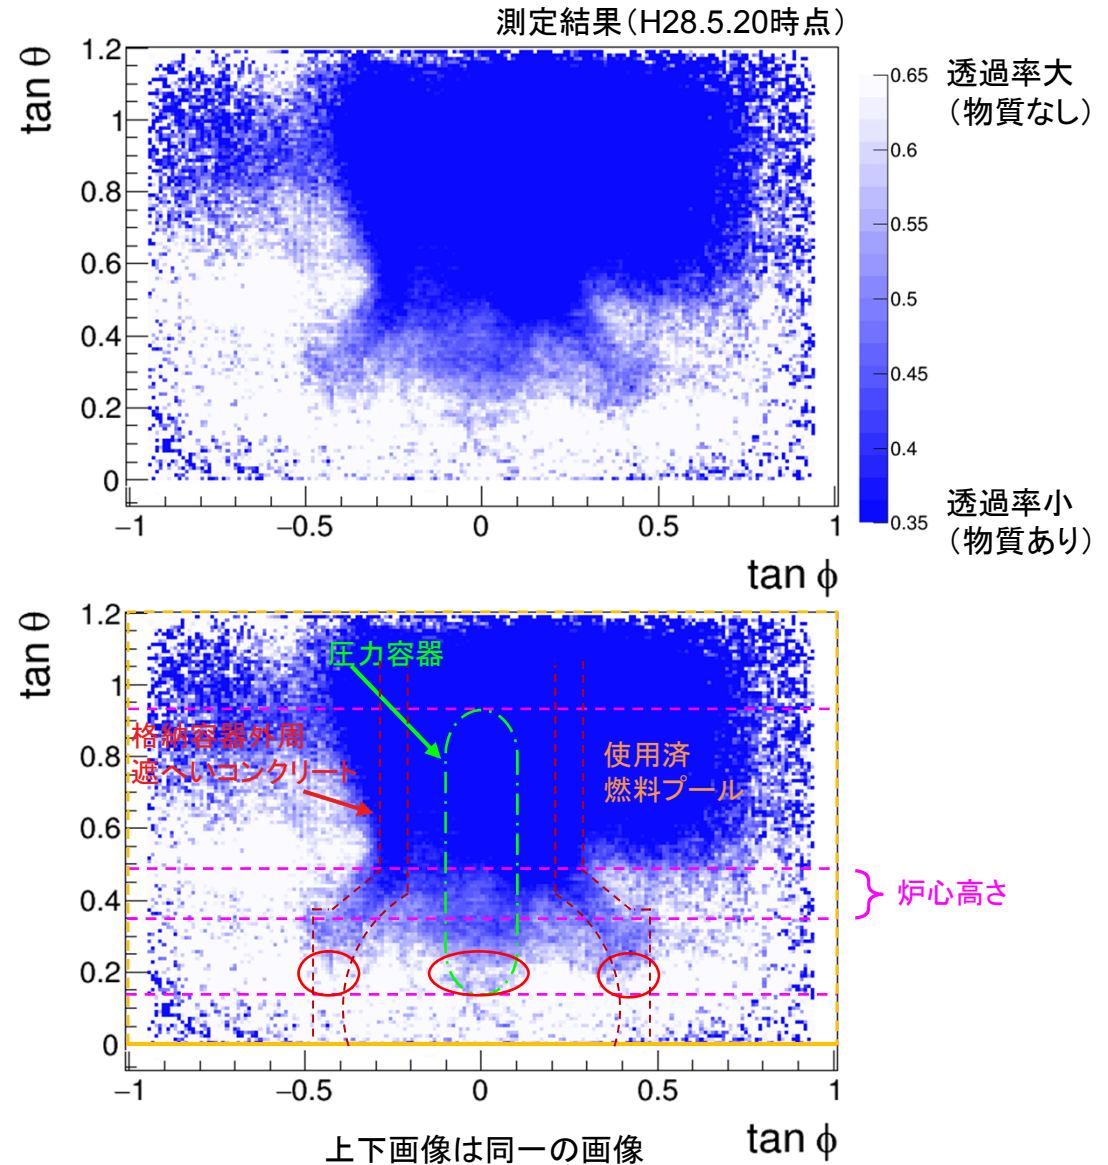 測定結果（H28.5.20時点）
tan θ
1.2
1
0.8
0.6
0.4
0.2
0
−1
−0.5
0
0.5
1
tan ϕ
0.65
0.6
0.55
0.5
0.45
0.4
0.35
透過率大
（物質なし）
透過率小
（物質あり）
tan θ
1.2
1
0.8
0.6
0.4
0.2
0
圧力容器
格納容器外周
遮へいコンクリート
使用済
燃料プール
炉心高さ
−1
−0.5
0
0.5
1
tan ϕ
上下画像は同一の画像